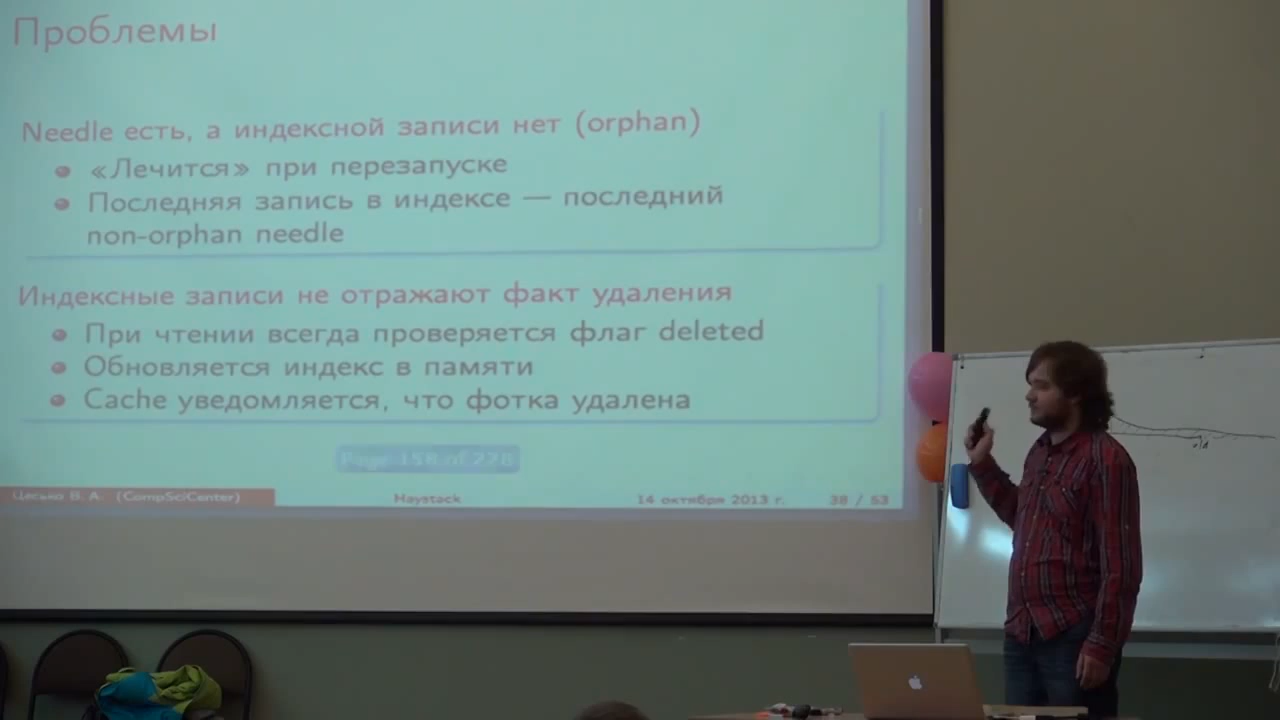 Проблемы
Needle есть, а индексной записи нет (orphan)
«Лечится» при перезапуске
Последняя запись в индексе — последний
non-orphan needle
Индексные записи не отражают факт удаления
При чтении всегда проверяется флаг deleted
Обновляется индекс в памяти
Cache уведомляется, что фотка удалена
Page 158 of 228
Цесько В. А. (CompSciCenter) Haystack 14 октября 2013 г. 38 / 53